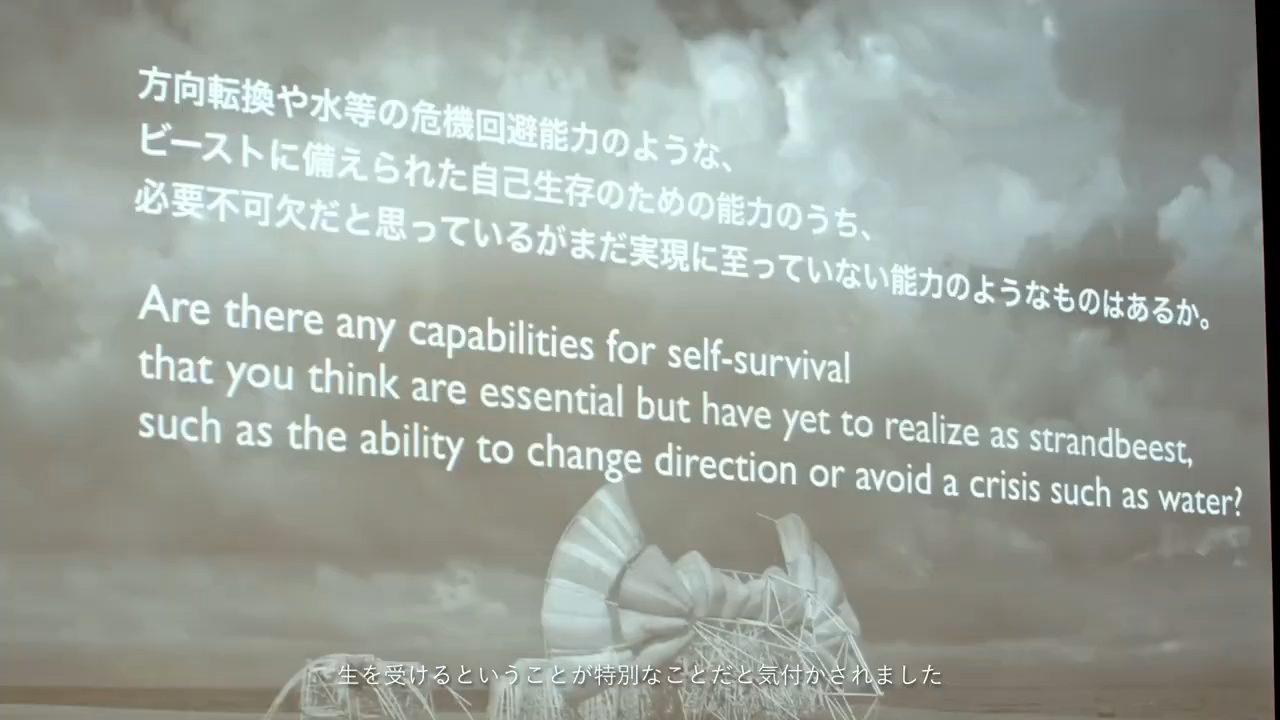 方向転換や水等の危機回避能力のような、
ビーストに備えられた自己生存のための能力のうち、
必要不可欠だと思っているがまだ実現に至っていない能力のようなものはあるか。
Are there any capabilities for self-survival
that you think are essential but have yet to realize as strandbeest,
such as the ability to change direction or avoid a crisis such as water?
生を受けるということが特別なことだと気付かされました